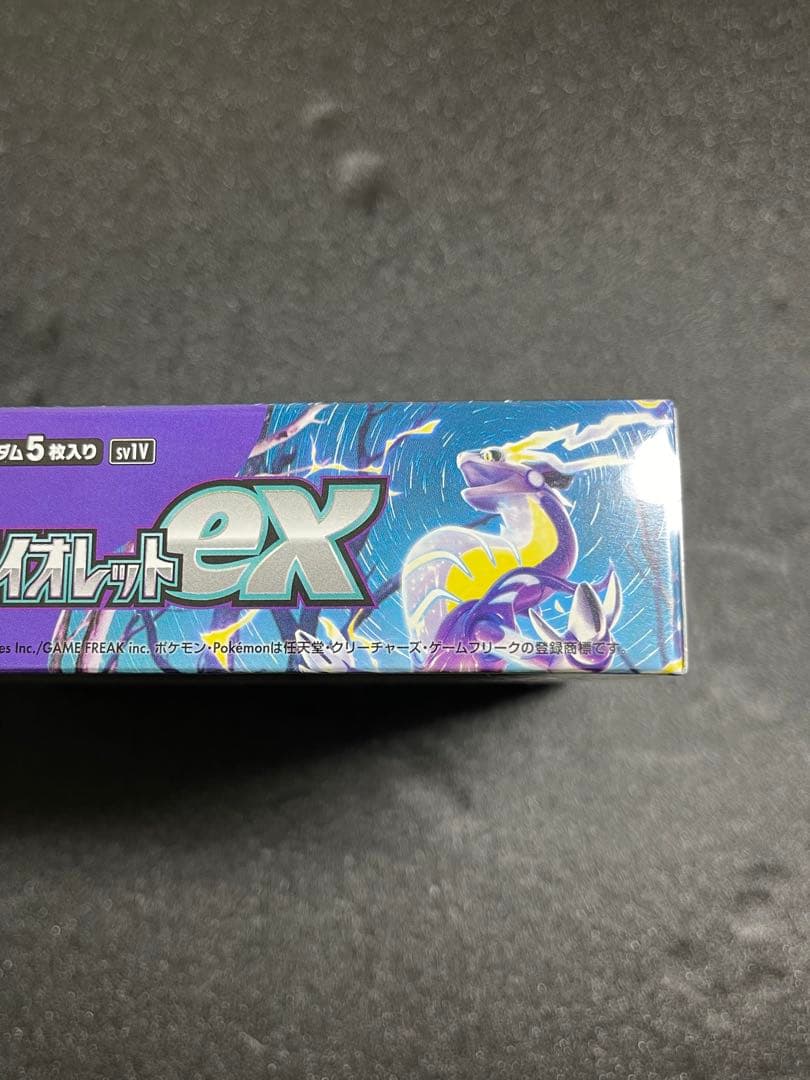 ダム5枚入り sv1V
イオレットex
es Inc./GAME FREAK inc. ポケモン・Pokémonは任天堂・クリーチャーズ・ゲームフリークの登録商標です。